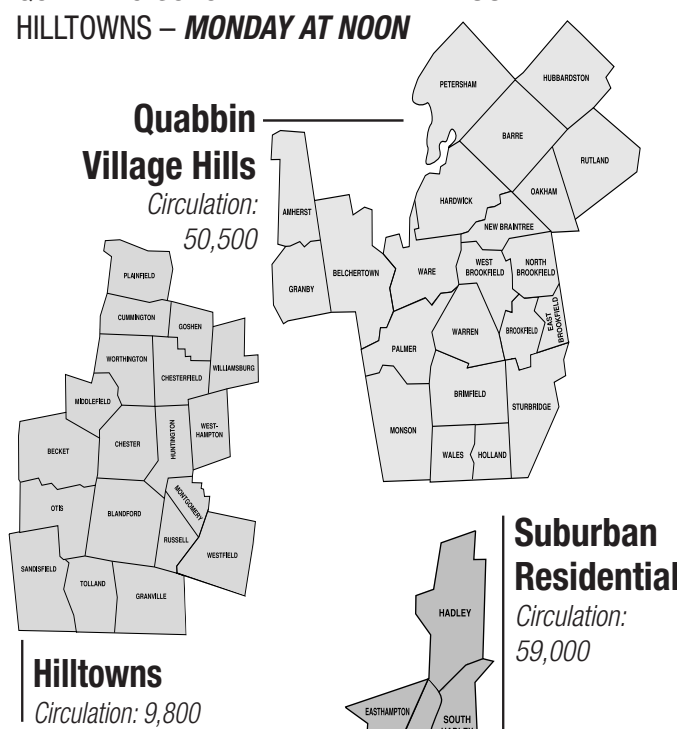 HILLTOWNS – MONDAY AT NOON
Quabbin
Village Hills
Circulation:
50,500
PETERSHAM
HUBBARDSTON
BARRE
RUTLAND
OAKHAM
HARDWICK
NEW BRAINTREE
AMHERST
GRANBY
BELCHERTOWN
WARE
WEST
BROOKFIELD
NORTH
BROOKFIELD
PALMER
WARREN
BROOKFIELD
EAST
BROOKFIELD
BRIMFIELD
STURBRIDGE
MONSON
WALES
HOLLAND
PLAINFIELD
CUMMINGTON
GOSHEN
WORTHINGTON
CHESTERFIELD
WILLIAMSBURG
MIDDLEFIELD
BECKET
CHESTER
HUNTINGTON
WEST-
HAMPTON
OTIS
BLANDFORD
MONTGOMERY
RUSSELL
WESTFIELD
SANDISFIELD
TOLLAND
GRANVILLE
Hilltowns
Circulation: 9,800
Suburban
Residential
Circulation:
59,000
HADLEY
EASTHAMPTON
SOUTH
HADLEY